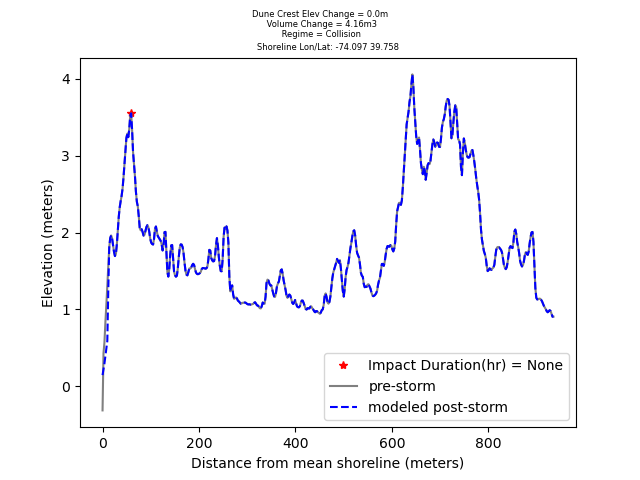 Dune Crest Elev Change = 0.0m
Volume Change = 4.16m3
Regime = Collision
Shoreline Lon/Lat: -74.097 39.758
4
3
2
1
0
Elevation (meters)
Impact Duration(hr) = None
pre-storm
modeled post-storm
0 200 400 600 800
Distance from mean shoreline (meters)